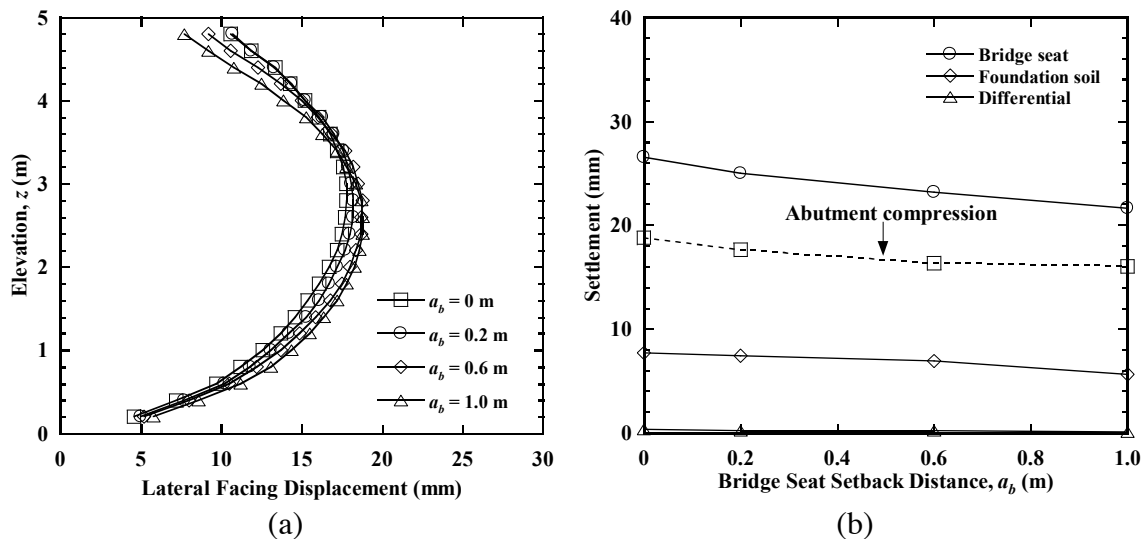 5
4
3
2
1
0
Elevation, z (m)
a_b = 0 m
a_b = 0.2 m
a_b = 0.6 m
a_b = 1.0 m
0 5 10 15 20 25 30
Lateral Facing Displacement (mm)
(a)
40
30
20
10
0
Settlement (mm)
Bridge seat
Foundation soil
Differential
Abutment compression
0 0.2 0.4 0.6 0.8 1.0
Bridge Seat Setback Distance, a_b (m)
(b)